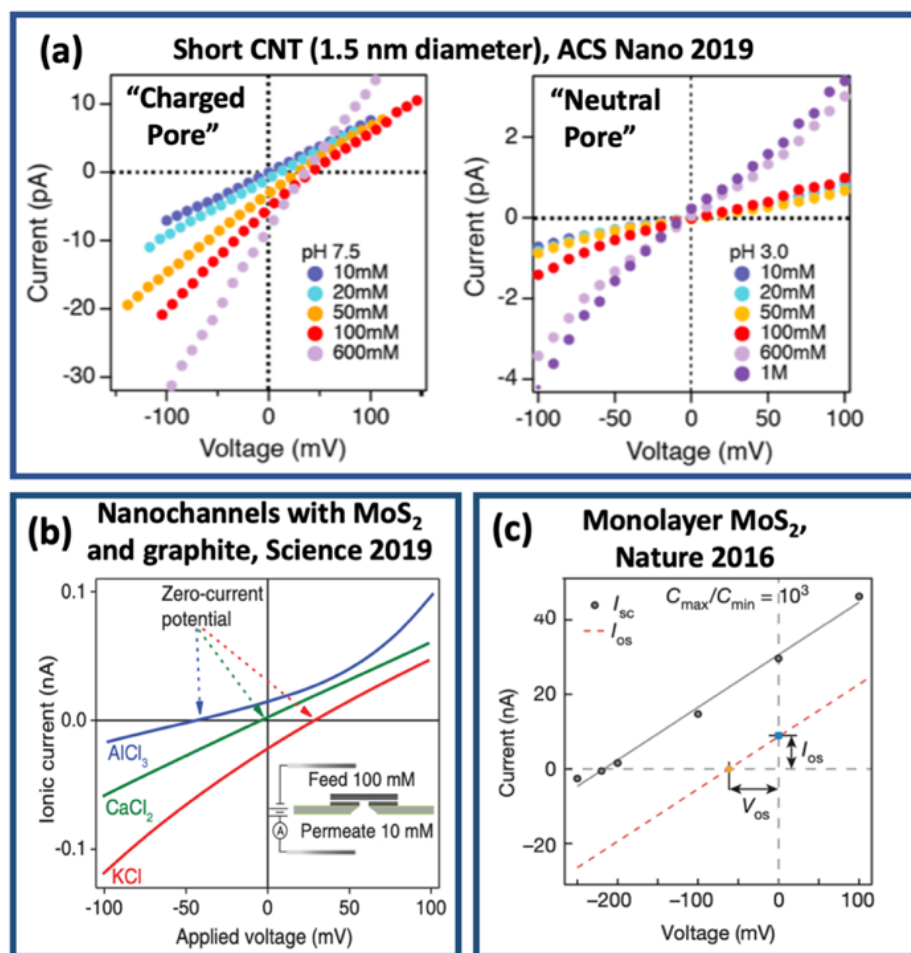 (a) Short CNT (1.5 nm diameter), ACS Nano 2019
"Charged
Pore"
Current (pA)
10
0
-10
-20
-30
pH 7.5
10mM
20mM
50mM
100mM
600mM
-100
0
100
Voltage (mV)
"Neutral
Pore"
Current (pA)
2
0
-2
-4
pH 3.0
10mM
20mM
50mM
100mM
600mM
1M
-100
-50
0
50
100
Voltage (mV)
(b) Nanochannels with MoS₂
and graphite, Science 2019
Zero-current
potential
Ionic current (nA)
0.1
0.0
-0.1
AlCl₃
CaCl₂
KCl
Feed 100 mM
A
Permeate 10 mM
-100
-50
0
50
100
Applied voltage (mV)
(c) Monolayer MoS₂,
Nature 2016
Isc
Ios
Cmax/Cmin = 10³
Current (nA)
40
20
0
−20
Ios
Vos
−200
−100
0
100
Voltage (mV)